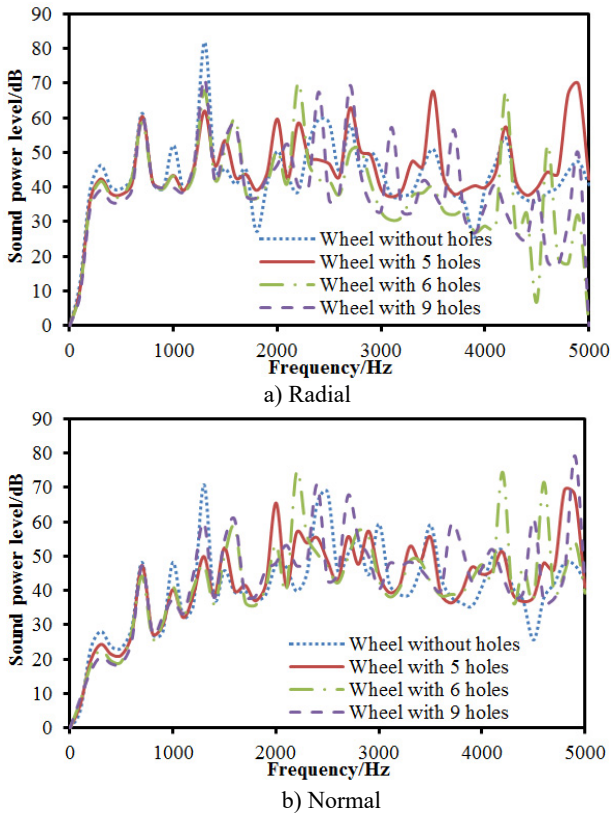 90
80
70
60
50
40
30
20
10
0
Sound power level/dB
Wheel without holes
Wheel with 5 holes
Wheel with 6 holes
Wheel with 9 holes
0 1000 2000 3000 4000 5000
Frequency/Hz
a) Radial
90
80
70
60
50
40
30
20
10
0
Sound power level/dB
Wheel without holes
Wheel with 5 holes
Wheel with 6 holes
Wheel with 9 holes
0 1000 2000 3000 4000 5000
Frequency/Hz
b) Normal